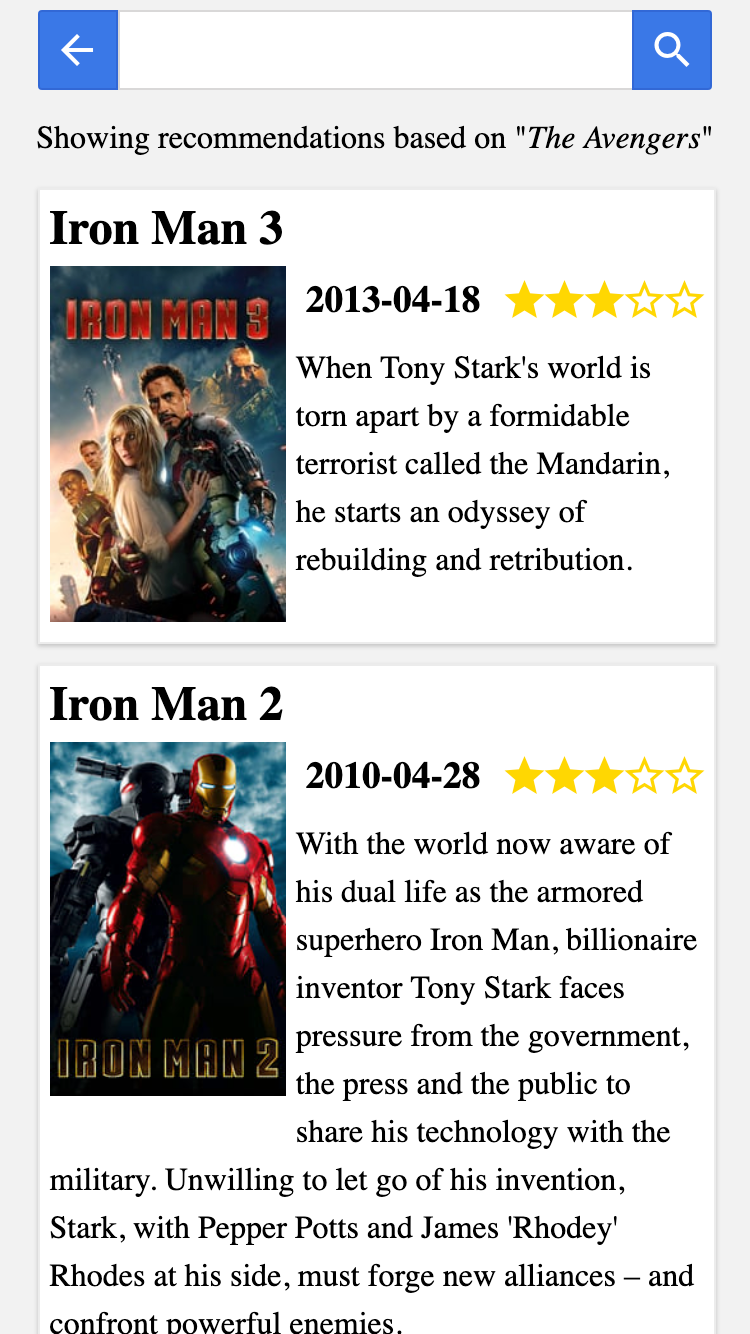 Showing recommendations based on "The Avengers"
Iron Man 3
IRON MAN 3
2013-04-18
When Tony Stark's world is
torn apart by a formidable
terrorist called the Mandarin,
he starts an odyssey of
rebuilding and retribution.
Iron Man 2
IRON MAN 2
2010-04-28
With the world now aware of
his dual life as the armored
superhero Iron Man, billionaire
inventor Tony Stark faces
pressure from the government,
the press and the public to
share his technology with the
military. Unwilling to let go of his invention,
Stark, with Pepper Potts and James 'Rhodey'
Rhodes at his side, must forge new alliances – and
confront powerful enemies.